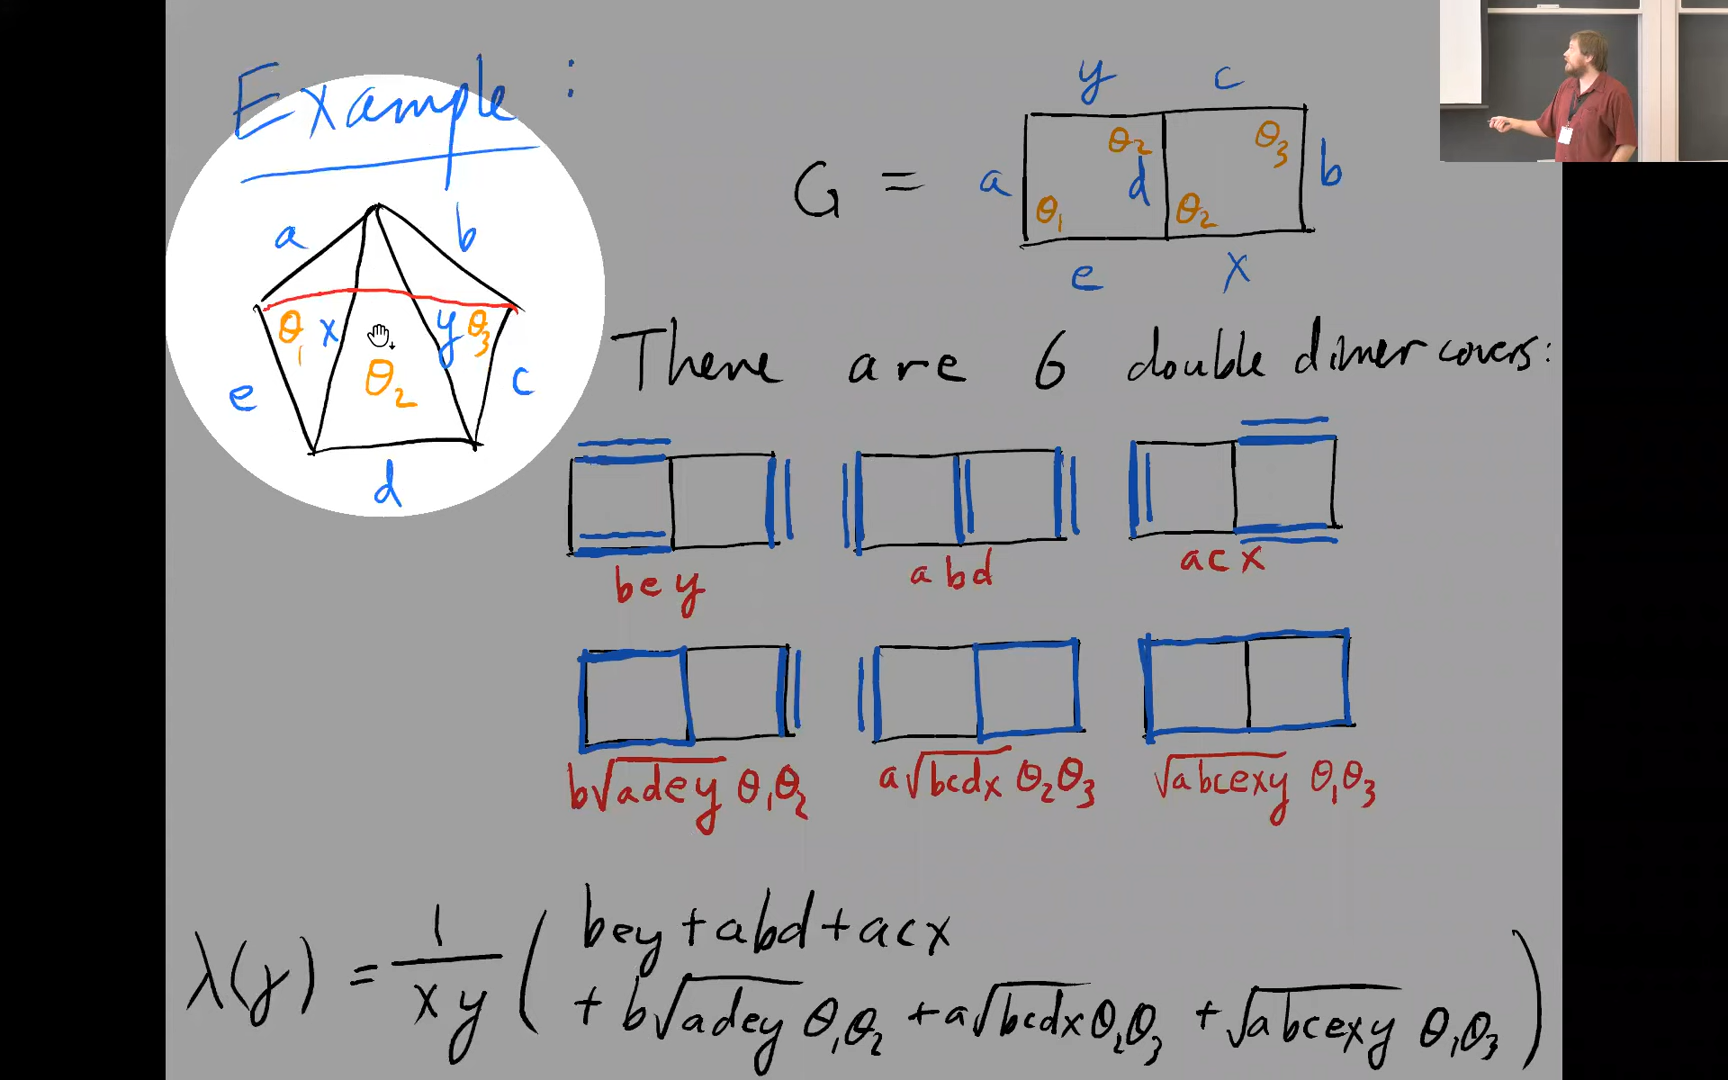 Example :
a
b
θ₁
x
y
θ₃
θ₂
e
c
d
y c
G = a θ₁ θ₂ d θ₂ θ₃ b
e x
There are 6 double dimer covers:
bey abd acx
b√adey θ₁θ₂ a√bcdx θ₂θ₃ √abcexy θ₁θ₃
λ(γ) = 1/xy ( bey + abd + acx
+ b√adey θ₁θ₂ + a√bcdx θ₂θ₃ + √abcexy θ₁θ₃ )